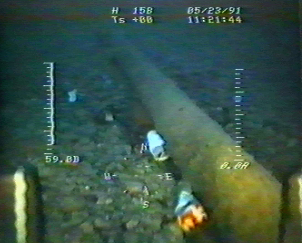 H 158 05/23/91
Ts +00 11:21:44
59.0D 0.0A
N
W E
S